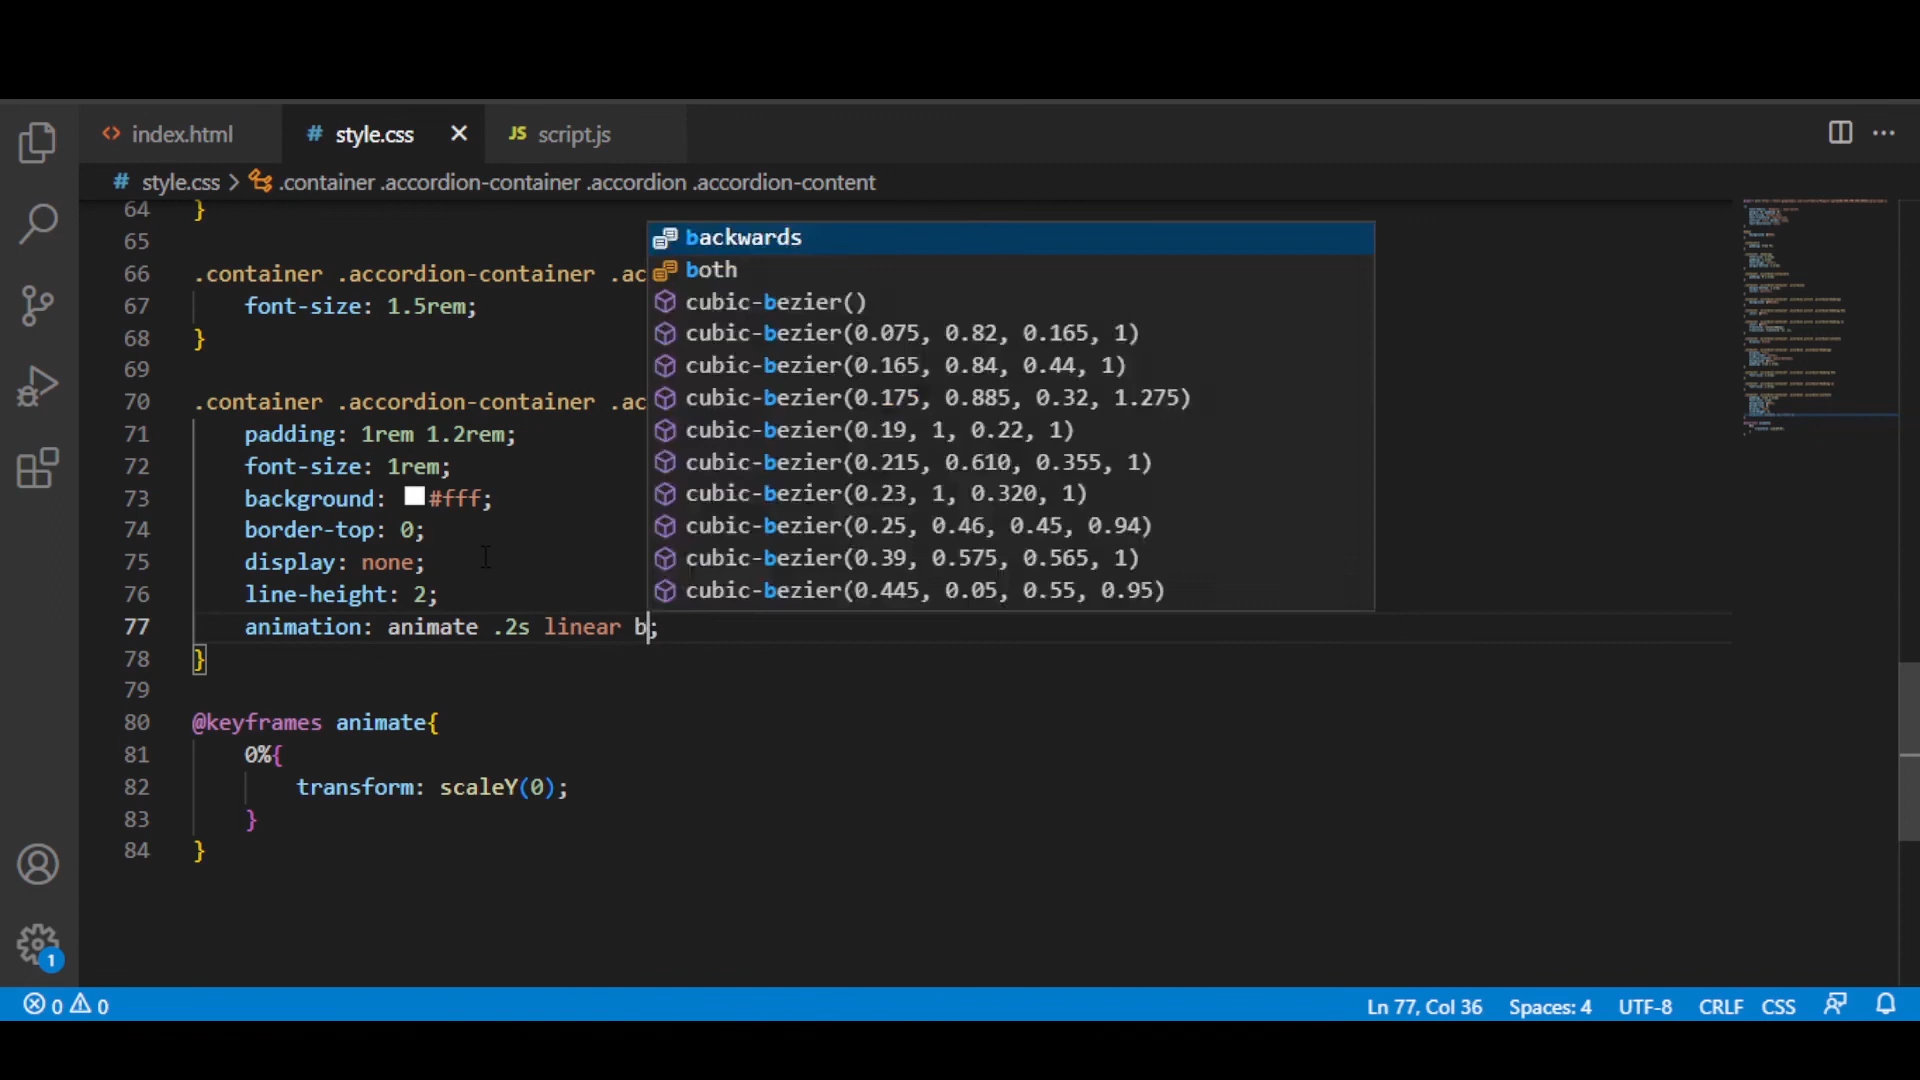 index.html
style.css
JS script.js
style.css > .container .accordion-container .accordion .accordion-content
64 }
65
66 .container .accordion-container .ac
67 font-size: 1.5rem;
68 }
69
70 .container .accordion-container .ac
71 padding: 1rem 1.2rem;
72 font-size: 1rem;
73 background: #fff;
74 border-top: 0;
75 display: none;
76 line-height: 2;
77 animation: animate .2s linear b;
78 }
79
80 @keyframes animate{
81 0%{
82 transform: scaleY(0);
83 }
84 }
backwards
both
cubic-bezier()
cubic-bezier(0.075, 0.82, 0.165, 1)
cubic-bezier(0.165, 0.84, 0.44, 1)
cubic-bezier(0.175, 0.885, 0.32, 1.275)
cubic-bezier(0.19, 1, 0.22, 1)
cubic-bezier(0.215, 0.610, 0.355, 1)
cubic-bezier(0.23, 1, 0.320, 1)
cubic-bezier(0.25, 0.46, 0.45, 0.94)
cubic-bezier(0.39, 0.575, 0.565, 1)
cubic-bezier(0.445, 0.05, 0.55, 0.95)
1
0 0
Ln 77, Col 36 Spaces: 4 UTF-8 CRLF CSS